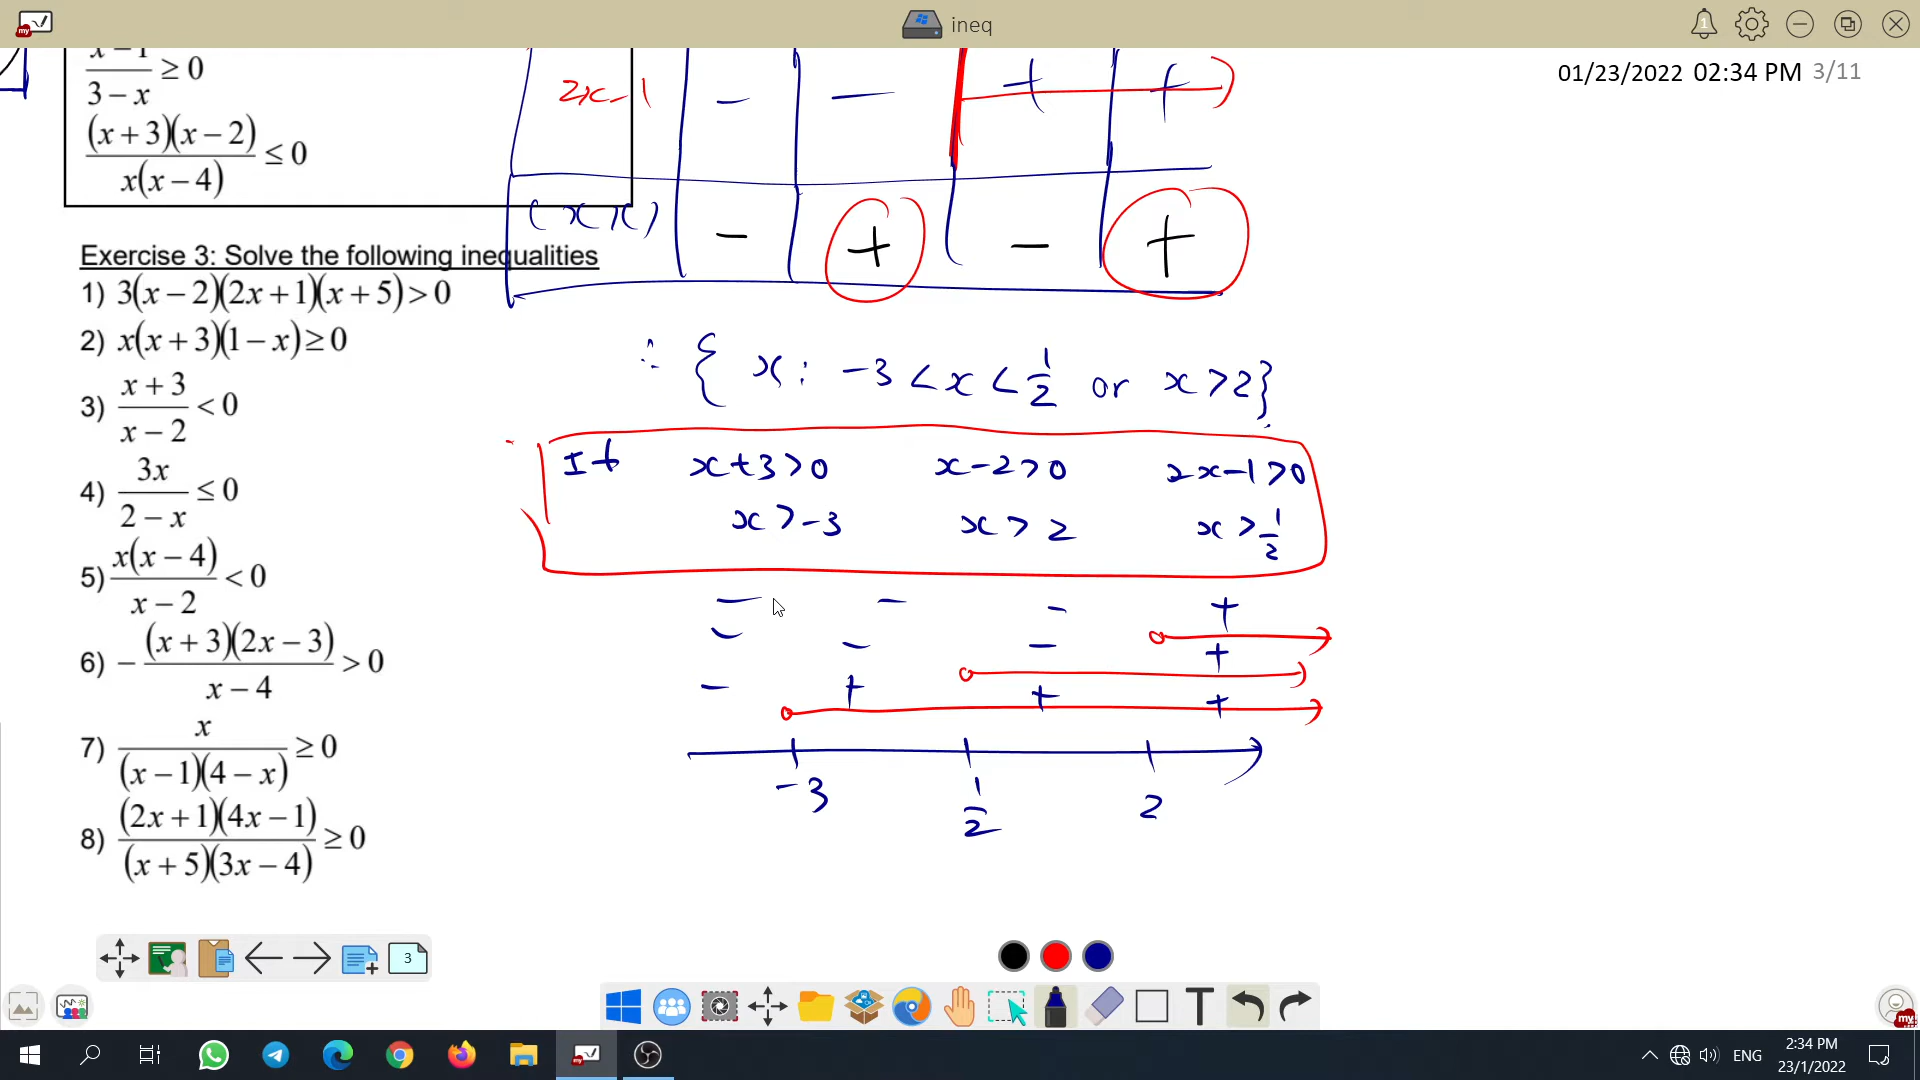 ineq
01/23/2022 02:34 PM 3/11
x − 1 / 3 − x ≥ 0
(x + 3)(x − 2) / x(x − 4) ≤ 0
2x-1 - - + +
- + - +
Exercise 3: Solve the following inequalities
1) 3(x − 2)(2x + 1)(x + 5) > 0
2) x(x + 3)(1 − x) ≥ 0
3) x + 3 / x − 2 < 0
4) 3x / 2 − x ≤ 0
5) x(x − 4) / x − 2 < 0
6) − (x + 3)(2x − 3) / x − 4 > 0
7) x / (x − 1)(4 − x) ≥ 0
8) (2x + 1)(4x − 1) / (x + 5)(3x − 4) ≥ 0
∴ { x : -3 < x < 1/2 or x > 2 }
If x+3>0 x-2>0 2x-1>0
x > -3 x > 2 x > 1/2
- - - +
- - - +
- + + +
-3 1/2 2
3
T
ENG
2:34 PM
23/1/2022